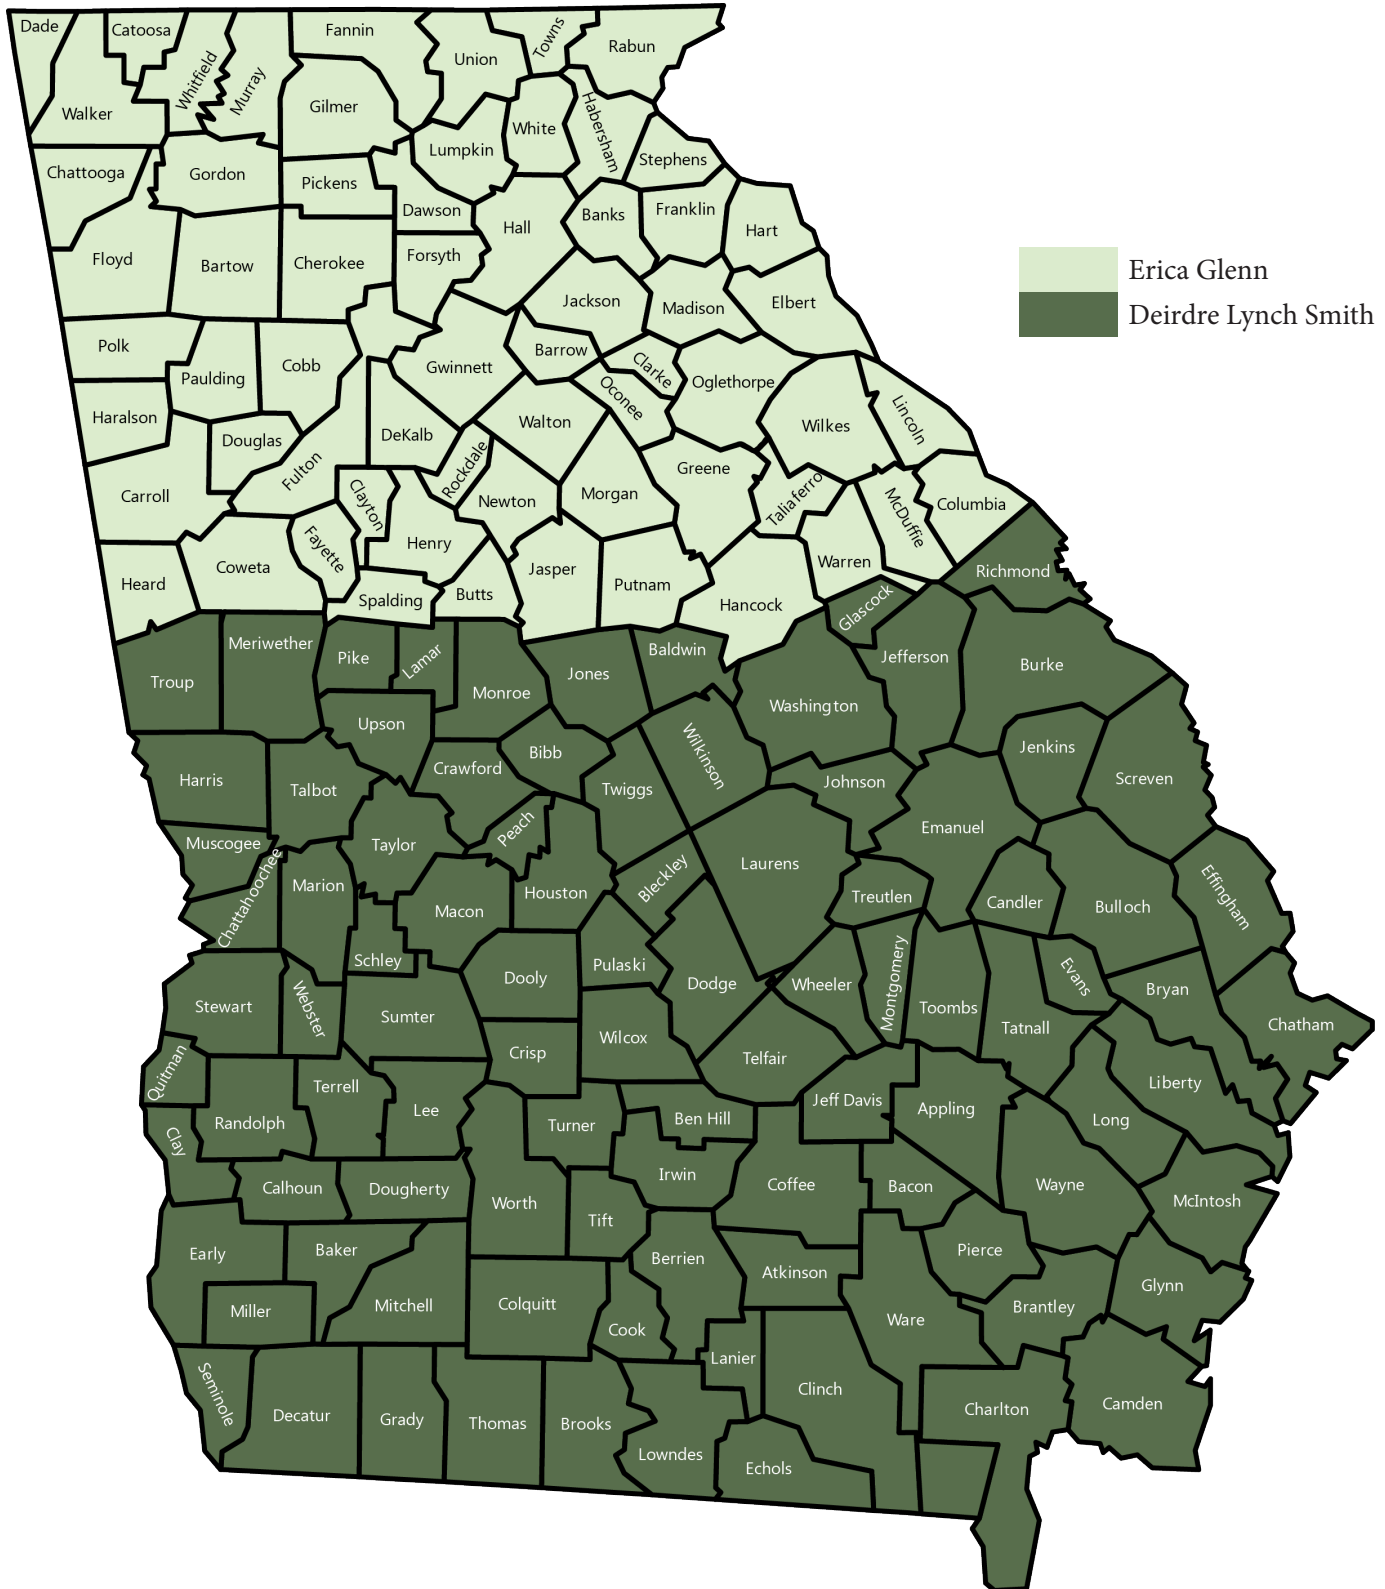 Dade
Catoosa
Fannin
Towns
Union
Rabun
Whitfield
Murray
Walker
Gilmer
White
Habersham
Lumpkin
Stephens
Chattooga
Gordon
Pickens
Dawson
Banks
Franklin
Hall
Hart
Floyd
Bartow
Cherokee
Forsyth
Jackson
Madison
Elbert
Erica Glenn
Deirdre Lynch Smith
Polk
Paulding
Cobb
Gwinnett
Barrow
Clarke
Oconee
Oglethorpe
Haralson
Douglas
DeKalb
Walton
Wilkes
Lincoln
Fulton
Rockdale
Greene
Carroll
Clayton
Newton
Morgan
Taliaferro
McDuffie
Columbia
Heard
Coweta
Fayette
Henry
Jasper
Putnam
Warren
Richmond
Spalding
Butts
Hancock
Glascock
Troup
Meriwether
Pike
Lamar
Monroe
Jones
Baldwin
Jefferson
Burke
Upson
Washington
Wilkinson
Bibb
Jenkins
Harris
Talbot
Crawford
Twiggs
Johnson
Screven
Muscogee
Taylor
Peach
Emanuel
Chattahoochee
Marion
Houston
Bleckley
Laurens
Treutlen
Candler
Bulloch
Effingham
Macon
Schley
Dooly
Pulaski
Dodge
Wheeler
Montgomery
Toombs
Evans
Bryan
Stewart
Webster
Sumter
Crisp
Wilcox
Telfair
Tatnall
Chatham
Quitman
Randolph
Terrell
Lee
Turner
Ben Hill
Jeff Davis
Appling
Long
Liberty
Clay
Calhoun
Dougherty
Worth
Tift
Irwin
Coffee
Bacon
Wayne
McIntosh
Early
Baker
Berrien
Atkinson
Pierce
Glynn
Miller
Mitchell
Colquitt
Cook
Ware
Brantley
Seminole
Decatur
Grady
Thomas
Brooks
Lanier
Clinch
Charlton
Camden
Lowndes
Echols